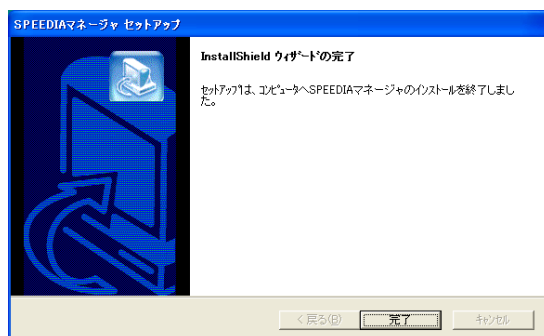 SPEEDIAマネージャ セットアップ
InstallShield ｳｨｻﾞｰﾄﾞの完了
ｾｯﾄｱｯﾌﾟは、ｺﾝﾋﾟｭｰﾀへSPEEDIAマネージャのｲﾝｽﾄｰﾙを終了しまし
た。
< 戻る(B)
完了
ｷｬﾝｾﾙ